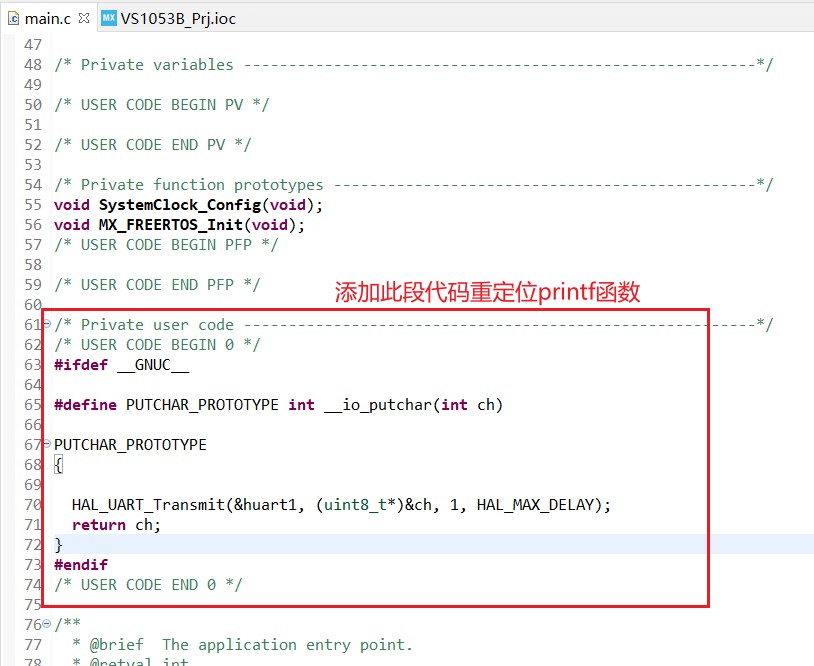 main.c VS1053B_Prj.ioc
47
48 /* Private variables ---------------------------------------------------------*/
49
50 /* USER CODE BEGIN PV */
51
52 /* USER CODE END PV */
53
54 /* Private function prototypes -----------------------------------------------*/
55 void SystemClock_Config(void);
56 void MX_FREERTOS_Init(void);
57 /* USER CODE BEGIN PFP */
58
59 /* USER CODE END PFP */
添加此段代码重定位printf函数
60
61 /* Private user code ---------------------------------------------------------*/
62 /* USER CODE BEGIN 0 */
63 #ifdef __GNUC__
64
65 #define PUTCHAR_PROTOTYPE int __io_putchar(int ch)
66
67 PUTCHAR_PROTOTYPE
68 {
69
70   HAL_UART_Transmit(&huart1, (uint8_t*)&ch, 1, HAL_MAX_DELAY);
71   return ch;
72 }
73 #endif
74 /* USER CODE END 0 */
75
76 /**
77   * @brief  The application entry point.
78   * @retval int